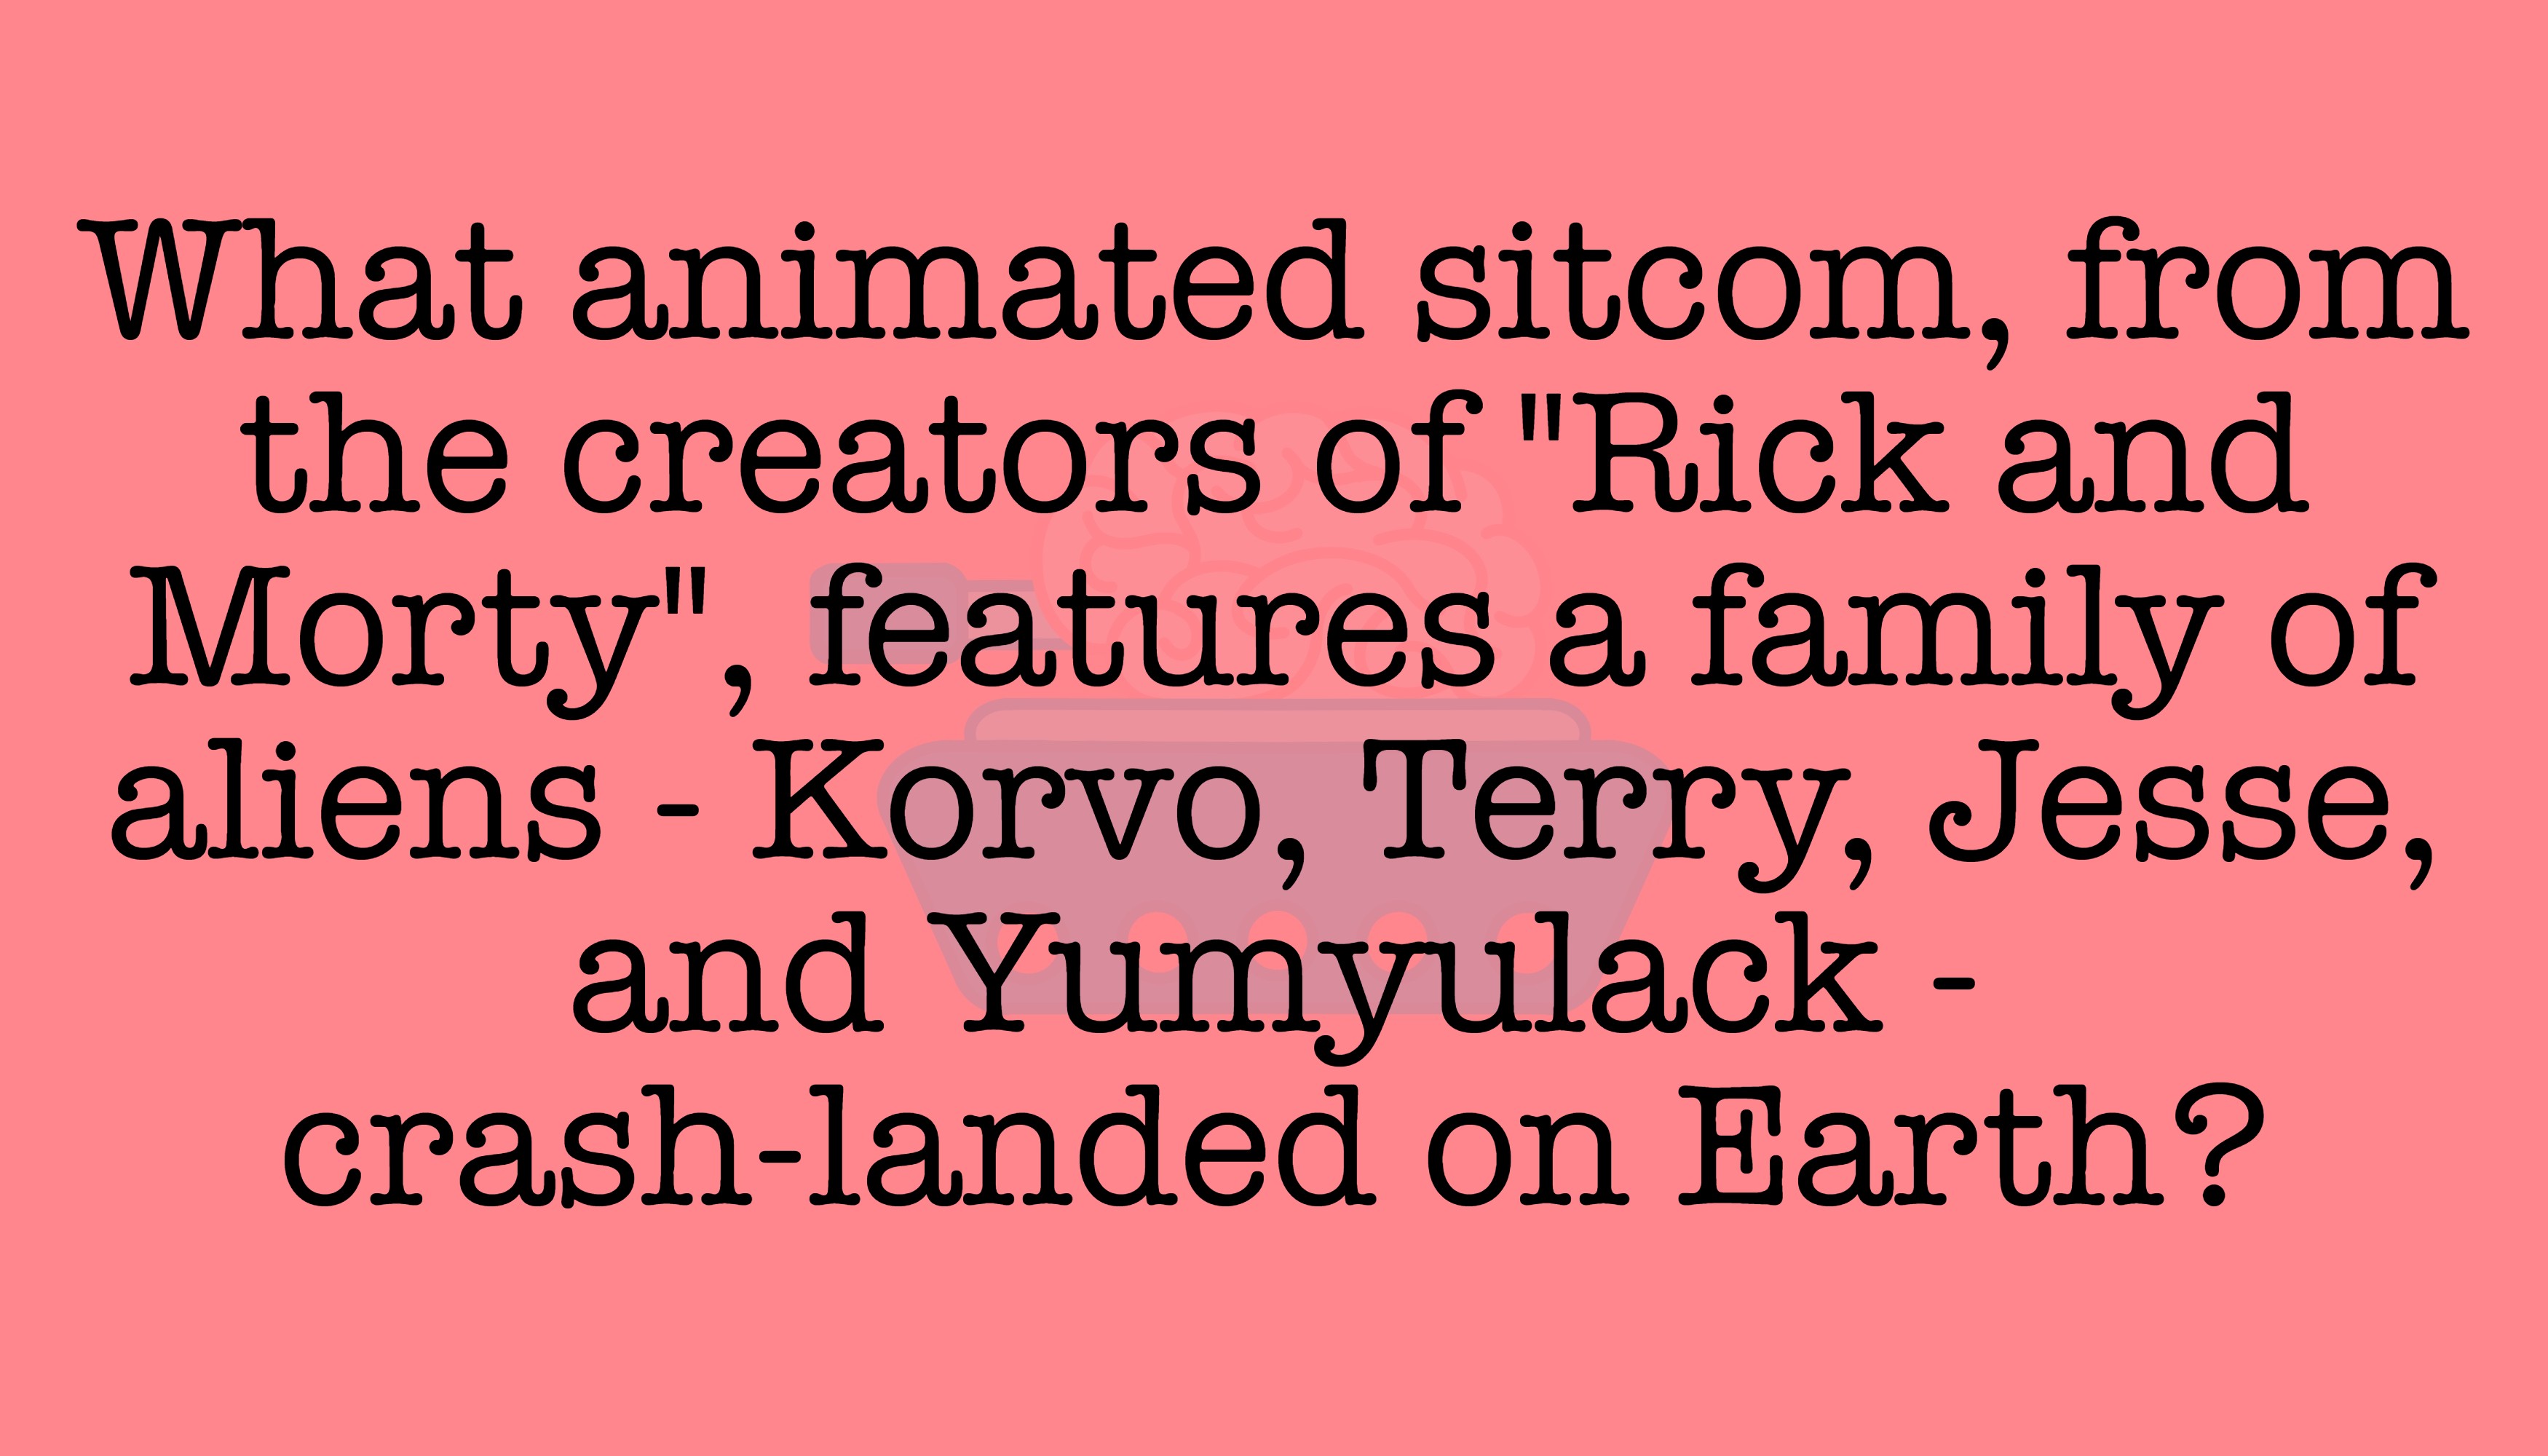 What animated sitcom, from
the creators of "Rick and
Morty", features a family of
aliens - Korvo, Terry, Jesse,
and Yumyulack -
crash-landed on Earth?